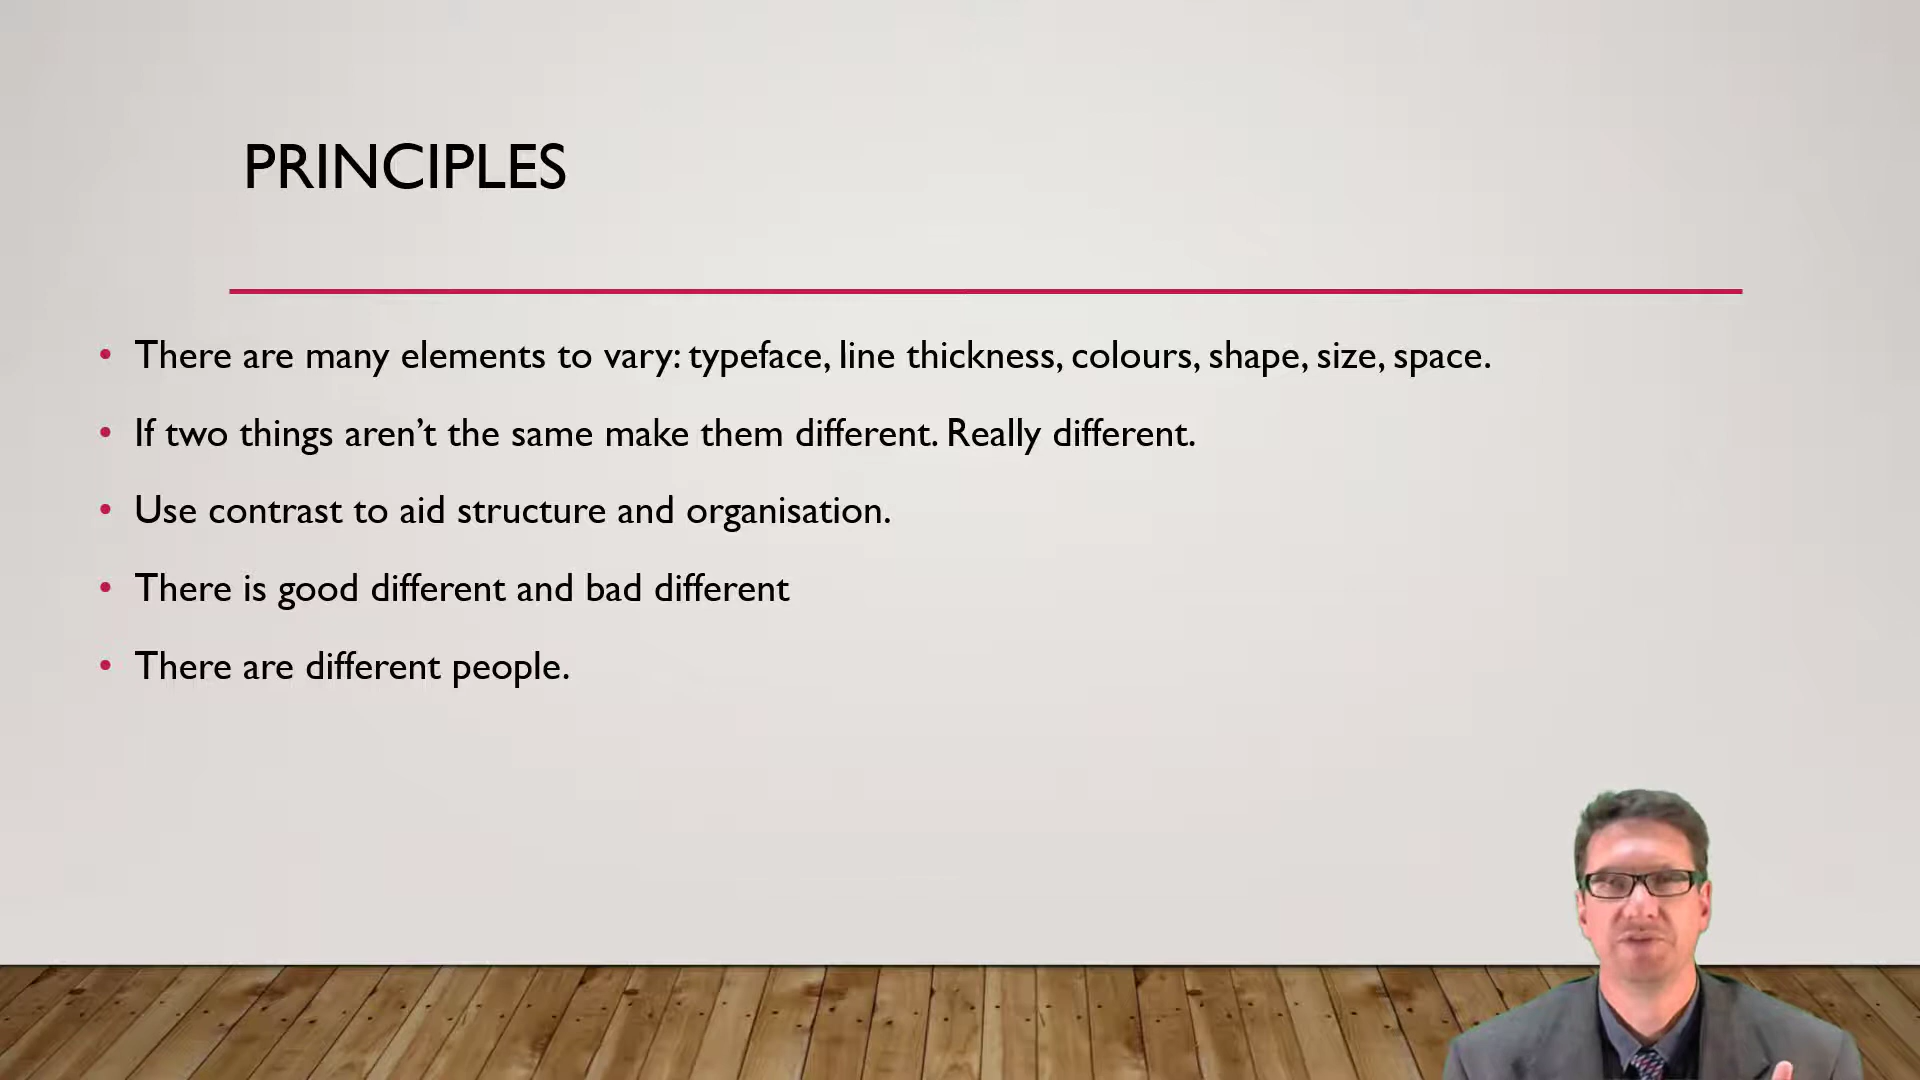 PRINCIPLES
• There are many elements to vary: typeface, line thickness, colours, shape, size, space.
• If two things aren’t the same make them different. Really different.
• Use contrast to aid structure and organisation.
• There is good different and bad different
• There are different people.